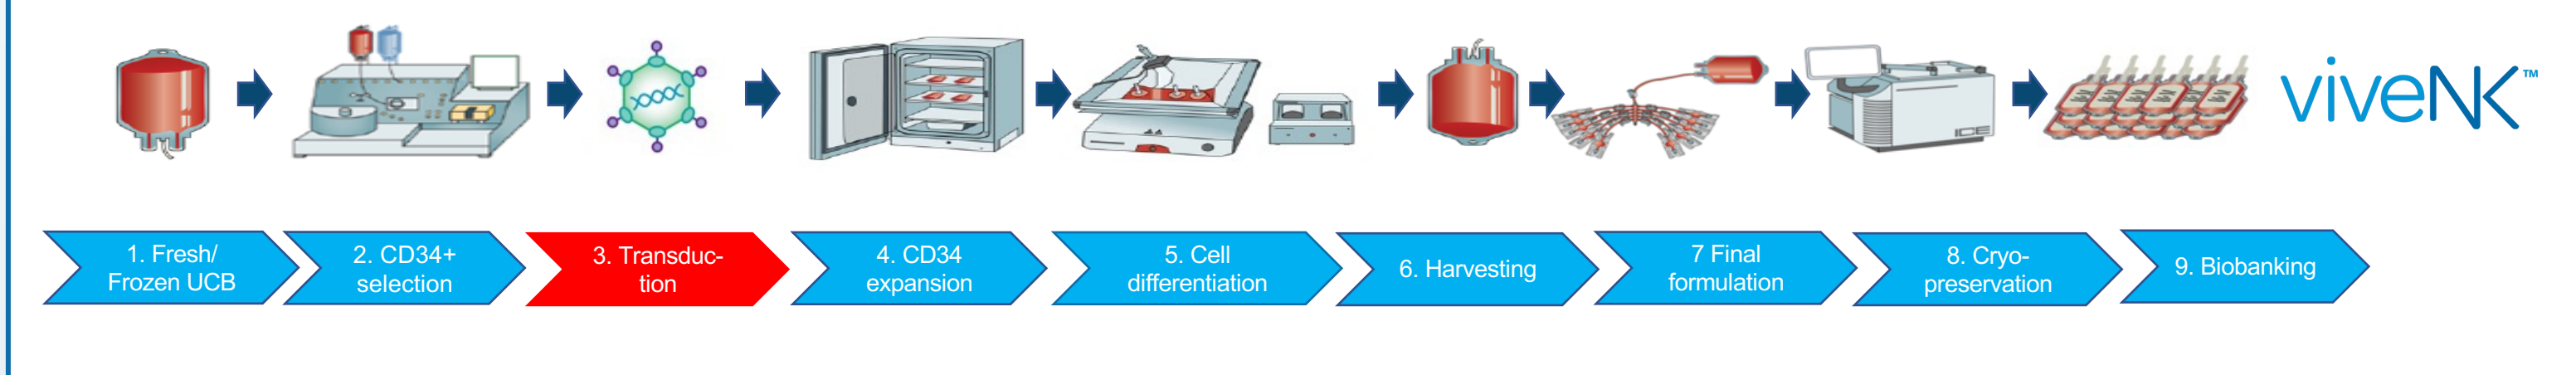 viveNK™
1. Fresh/
Frozen UCB
2. CD34+
selection
3. Transduc-
tion
4. CD34
expansion
5. Cell
differentiation
6. Harvesting
7 Final
formulation
8. Cryo-
preservation
9. Biobanking